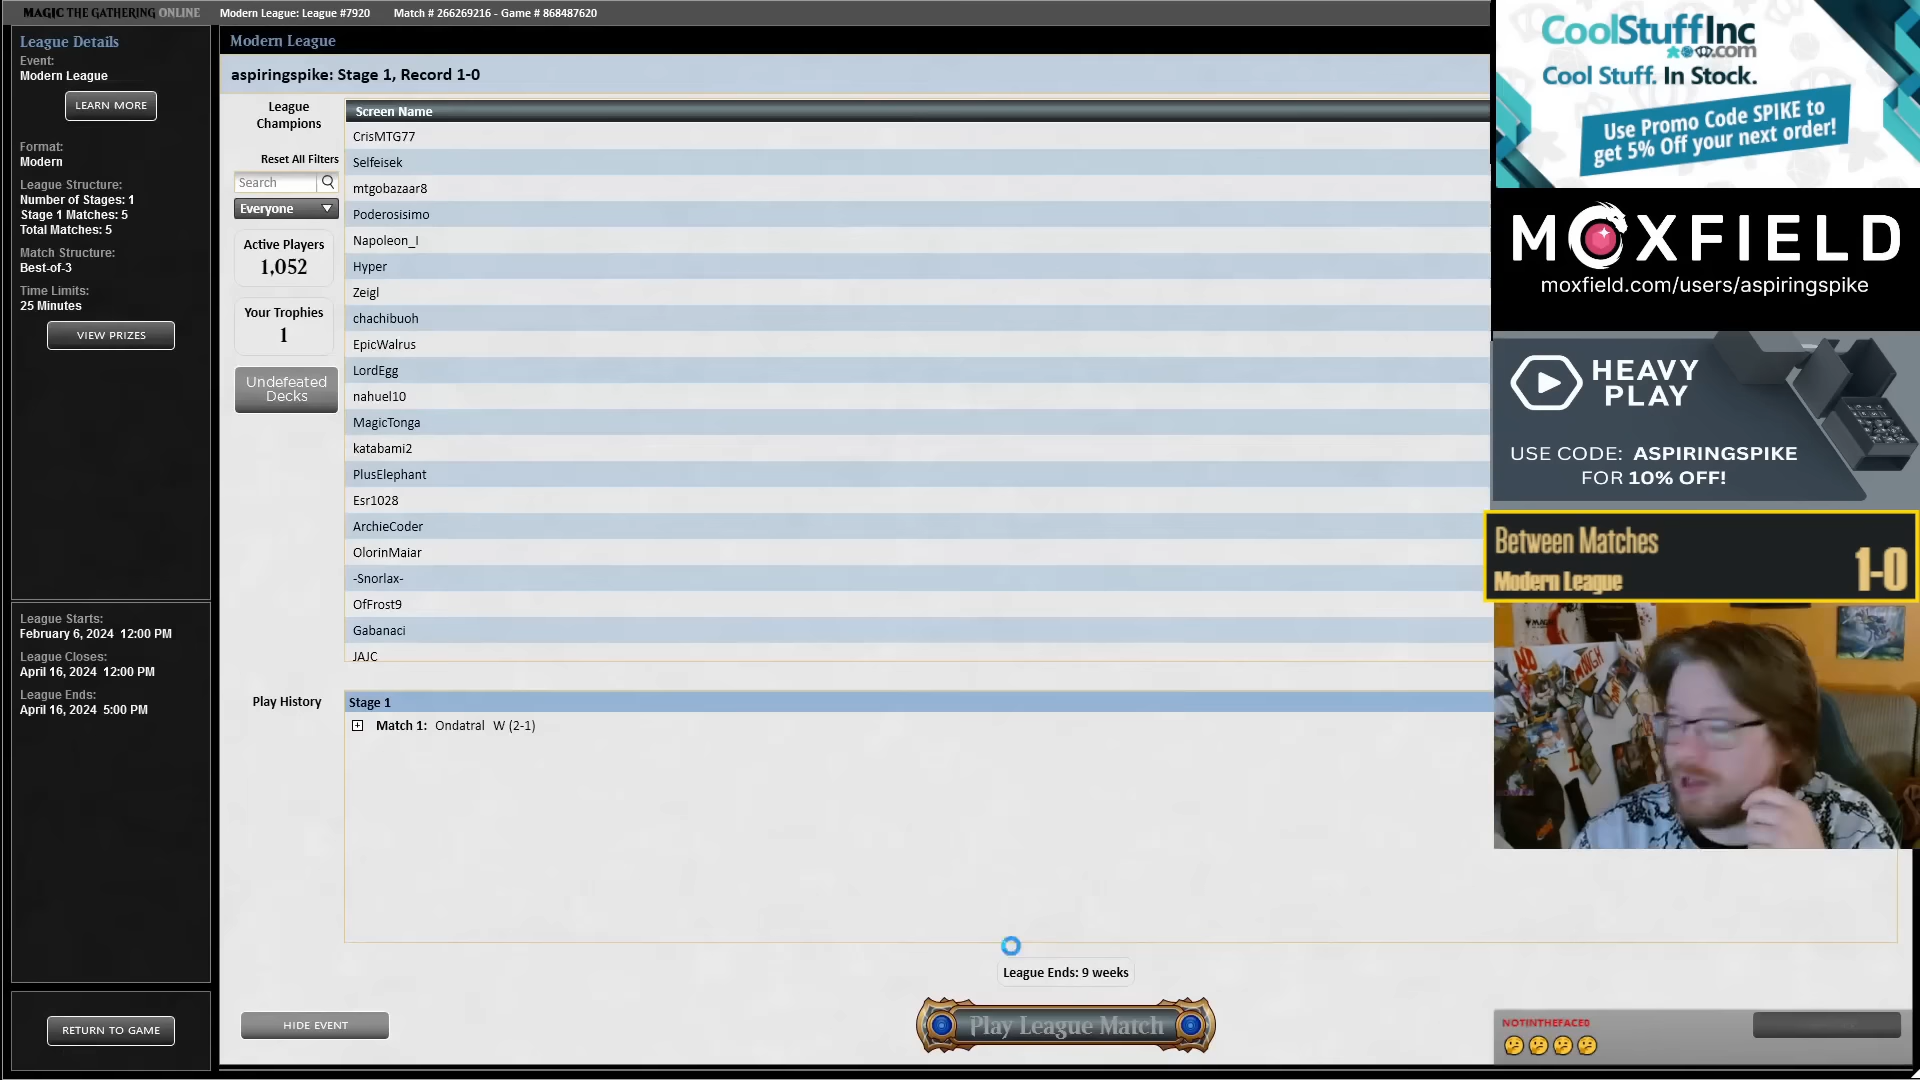 MAGIC THE GATHERING ONLINE
Modern League: League #7920
Match # 266269216 - Game # 868487620
League Details
Event:
Modern League
LEARN MORE
Format:
Modern
League Structure:
Number of Stages: 1
Stage 1 Matches: 5
Total Matches: 5
Match Structure:
Best-of-3
Time Limits:
25 Minutes
VIEW PRIZES
League Starts:
February 6, 2024 12:00 PM
League Closes:
April 16, 2024 12:00 PM
League Ends:
April 16, 2024 5:00 PM
RETURN TO GAME
Modern League
aspiringspike: Stage 1, Record 1-0
League
Champions
Reset All Filters
Search
Everyone
Active Players
1,052
Your Trophies
1
Undefeated
Decks
Screen Name
CrisMTG77
Selfeisek
mtgobazaar8
Poderosisimo
Napoleon_I
Hyper
Zeigl
chachibuoh
EpicWalrus
LordEgg
nahuel10
MagicTonga
katabami2
PlusElephant
Esr1028
ArchieCoder
OlorinMaiar
-Snorlax-
OfFrost9
Gabanaci
JAJC
Play History
Stage 1
Match 1: Ondatral W (2-1)
League Ends: 9 weeks
HIDE EVENT
Play League Match
CoolStuffInc
.com
Cool Stuff. In Stock.
Use Promo Code SPIKE to
get 5% Off your next order!
MOXFIELD
moxfield.com/users/aspiringspike
HEAVY
PLAY
USE CODE: ASPIRINGSPIKE
FOR 10% OFF!
Between Matches
Modern League
1-0
NO
TOUCH
NOTINTHEFACE0